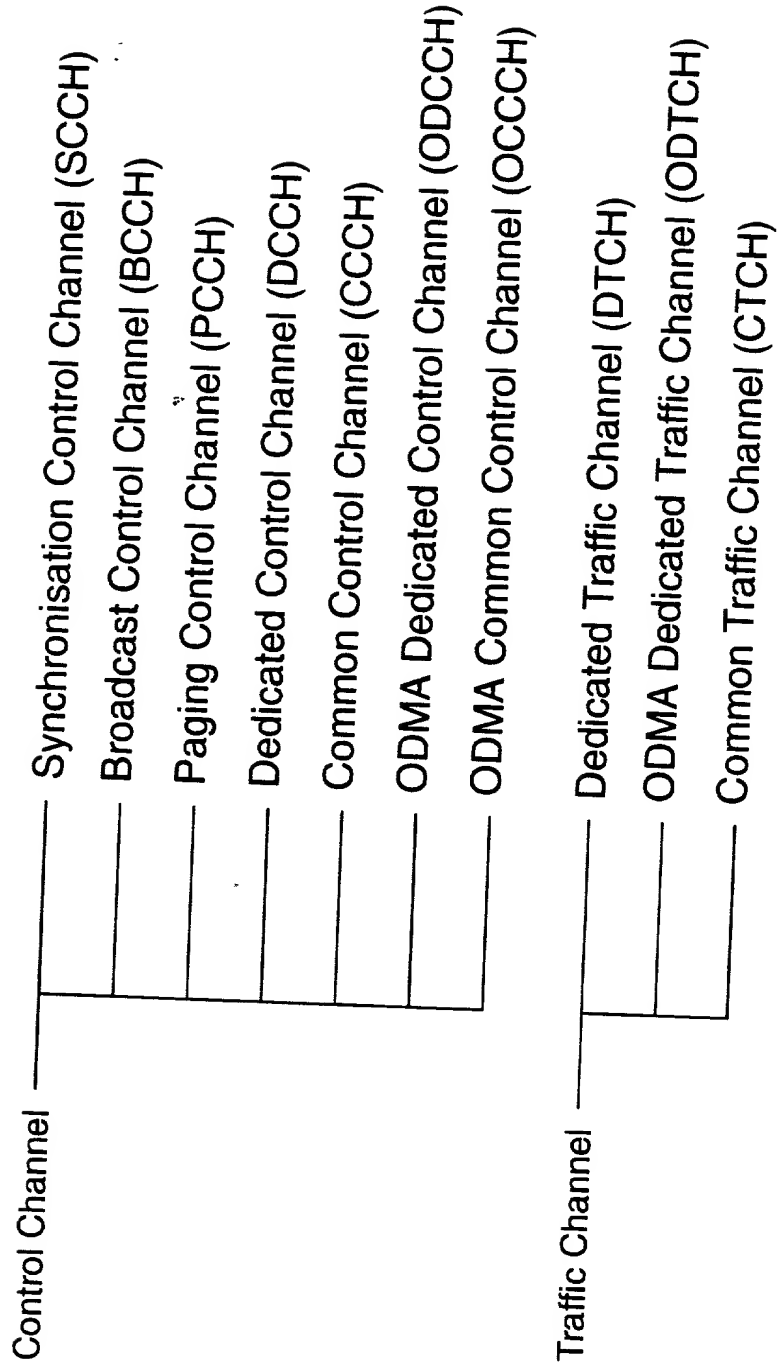 Control Channel
Synchronisation Control Channel (SCCH)
Broadcast Control Channel (BCCH)
Paging Control Channel (PCCH)
Dedicated Control Channel (DCCH)
Common Control Channel (CCCH)
ODMA Dedicated Control Channel (ODCCH)
ODMA Common Control Channel (OCCCH)
Traffic Channel
Dedicated Traffic Channel (DTCH)
ODMA Dedicated Traffic Channel (ODTCH)
Common Traffic Channel (CTCH)